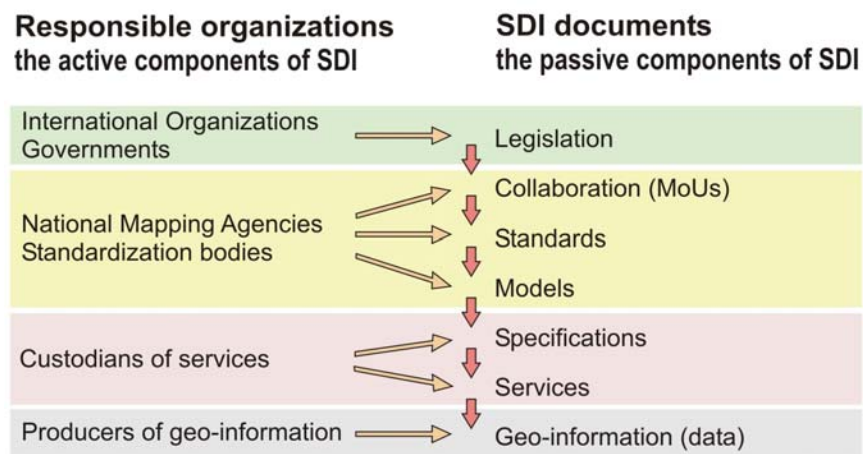 Responsible organizations
the active components of SDI
SDI documents
the passive components of SDI
International Organizations
Governments
Legislation
National Mapping Agencies
Standardization bodies
Collaboration (MoUs)
Standards
Models
Custodians of services
Specifications
Services
Producers of geo-information
Geo-information (data)